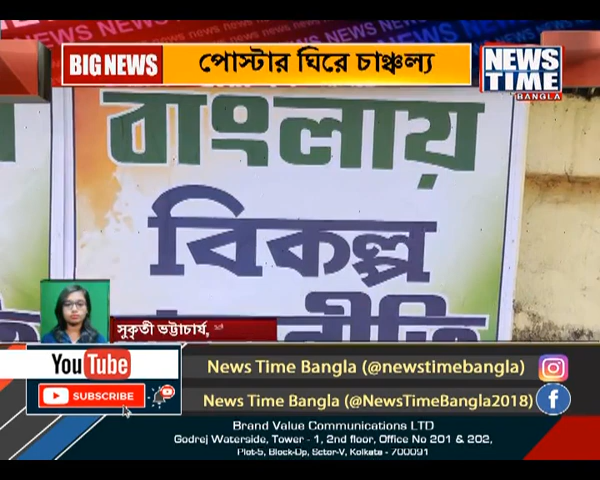 BIG NEWS
পোস্টার ঘিরে চাঞ্চল্য
NEWS
TIME
BANGLA
বাংলায়
বিকল্প
সুকৃতী ভট্টাচার্য,
YouTube
SUBSCRIBE
News Time Bangla (@newstimebangla)
News Time Bangla (@NewsTimeBangla2018)
Brand Value Communications LTD
Godrej Waterside, Tower - 1, 2nd floor, Office No 201 & 202,
Plot-5, Block-Dp, Sctor-V, Kolkata - 700091